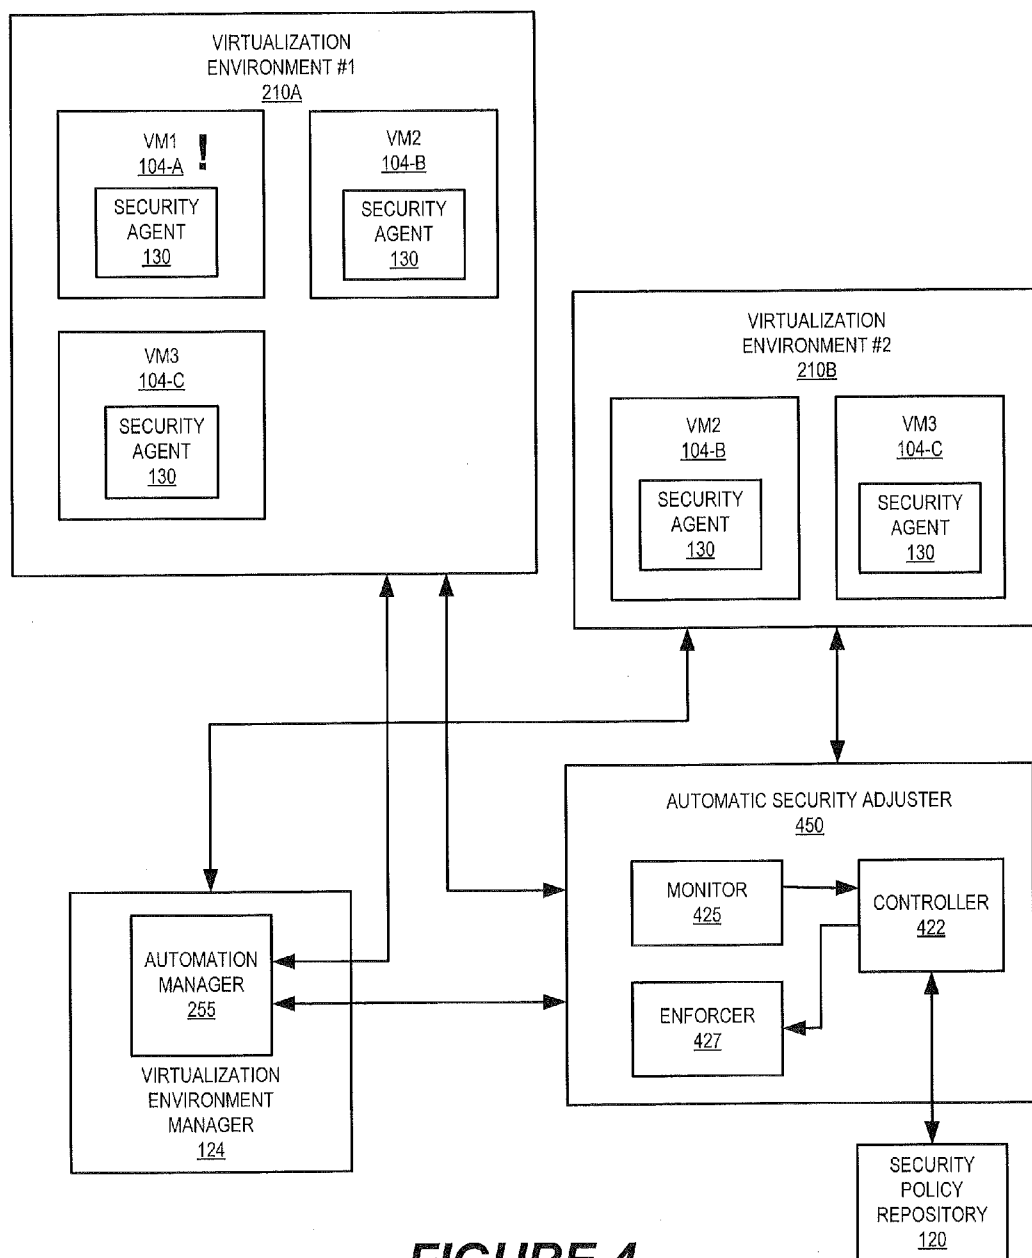 VIRTUALIZATION
ENVIRONMENT #1
210A
VM1
104-A !
SECURITY
AGENT
130
VM2
104-B
SECURITY
AGENT
130
VM3
104-C
SECURITY
AGENT
130
VIRTUALIZATION
ENVIRONMENT #2
210B
VM2
104-B
SECURITY
AGENT
130
VM3
104-C
SECURITY
AGENT
130
AUTOMATIC SECURITY ADJUSTER
450
MONITOR
425
CONTROLLER
422
ENFORCER
427
AUTOMATION
MANAGER
255
VIRTUALIZATION
ENVIRONMENT
MANAGER
124
SECURITY
POLICY
REPOSITORY
120
FIGURE 4